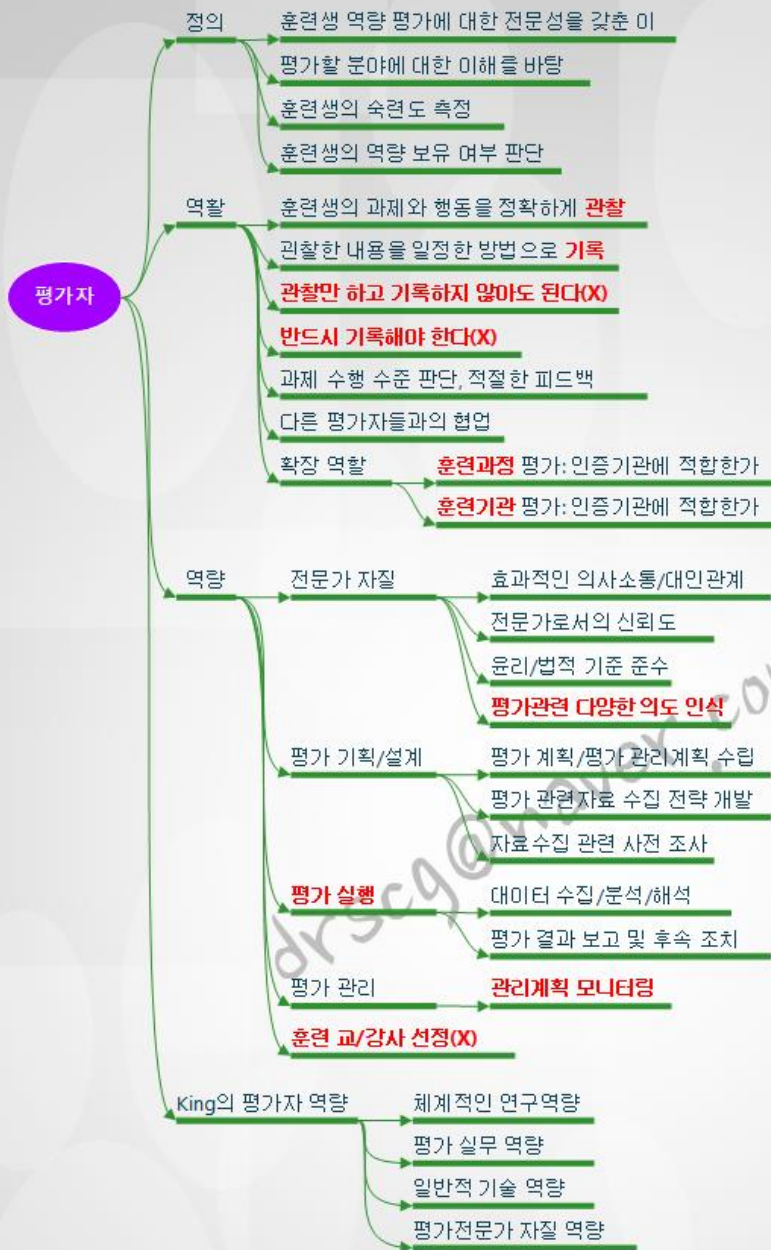 정의
훈련생 역량 평가에 대한 전문성을 갖춘 이
평가할 분야에 대한 이해를 바탕
훈련생의 숙련도 측정
훈련생의 역량 보유 여부 판단
역활
훈련생의 과제와 행동을 정확하게 관찰
괸찰한 내용을 일정한 방법으로 기록
평가자
관찰만 하고 기록하지 않아도 된다(X)
반드시 기록해야 한다(X)
과제 수행 수준 판단, 적절한 피드백
다른 평가자들과의 협업
확장 역할
훈련과정 평가: 인증기관에 적합한가
훈련기관 평가: 인증기관에 적합한가
역량
전문가 자질
효과적인 의사소통/대인관계
전문가로서의 신뢰도
윤리/법적 기준 준수
평가관련 다양한 의도 인식
평가 기획/설계
평가 계획/평가 관리계획 수립
평가 관련자료 수집 전략 개발
자료수집 관련 사전 조사
평가 실행
데이터 수집/분석/해석
평가 결과 보고 및 후속 조치
평가 관리
관리계획 모니터링
훈련 교/강사 선정(X)
King의 평가자 역량
체계적인 연구역량
평가 실무 역량
일반적 기술 역량
평가전문가 자질 역량
drscg@naver.com